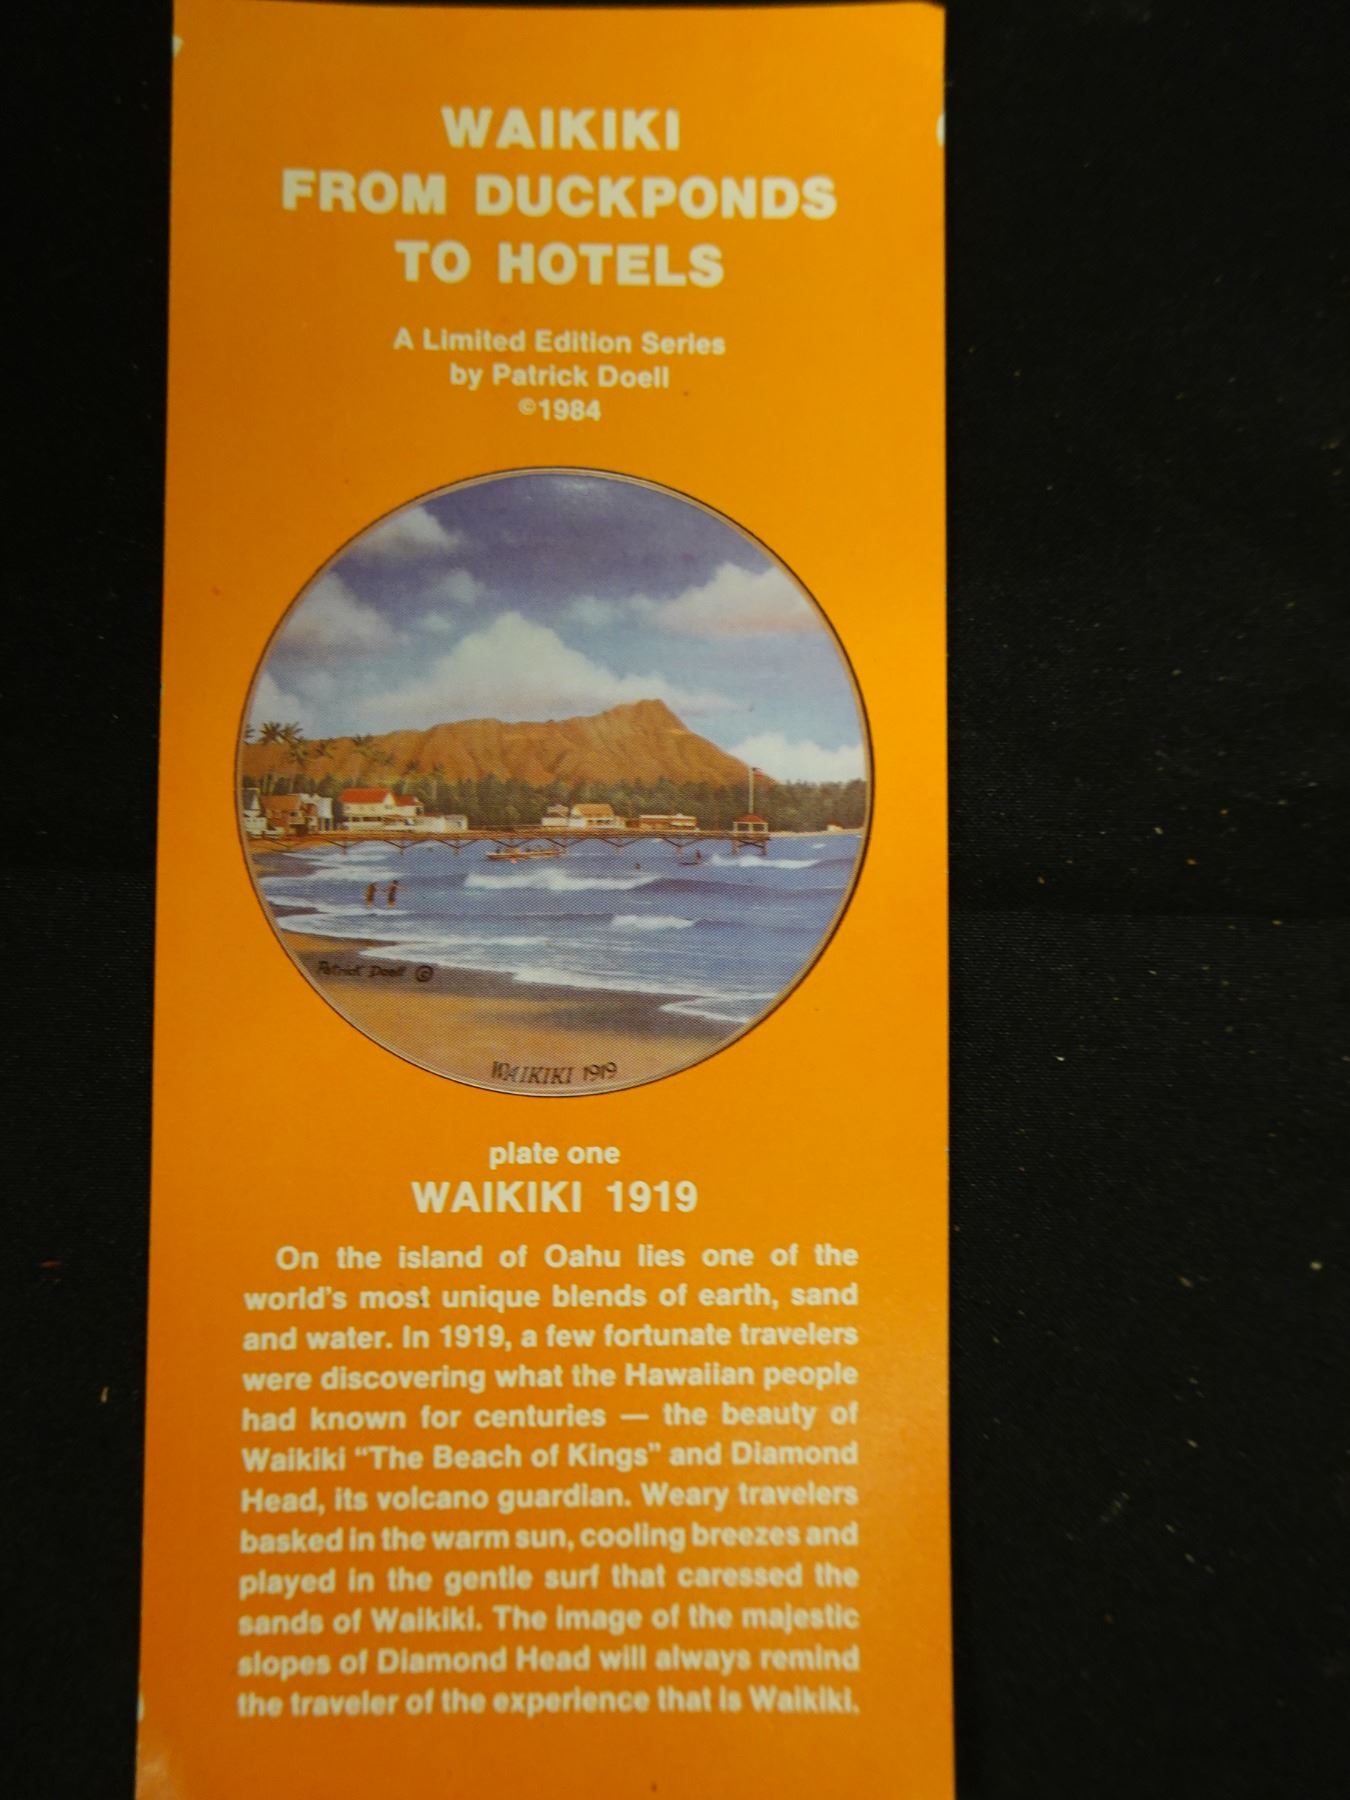 WAIKIKI
FROM DUCKPONDS
TO HOTELS
A Limited Edition Series
by Patrick Doell
©1984
Patrick Doell ©
WAIKIKI 1919
plate one
WAIKIKI 1919
On the island of Oahu lies one of the
world's most unique blends of earth, sand
and water. In 1919, a few fortunate travelers
were discovering what the Hawaiian people
had known for centuries — the beauty of
Waikiki “The Beach of Kings” and Diamond
Head, its volcano guardian. Weary travelers
basked in the warm sun, cooling breezes and
played in the gentle surf that caressed the
sands of Waikiki. The image of the majestic
slopes of Diamond Head will always remind
the traveler of the experience that is Waikiki.